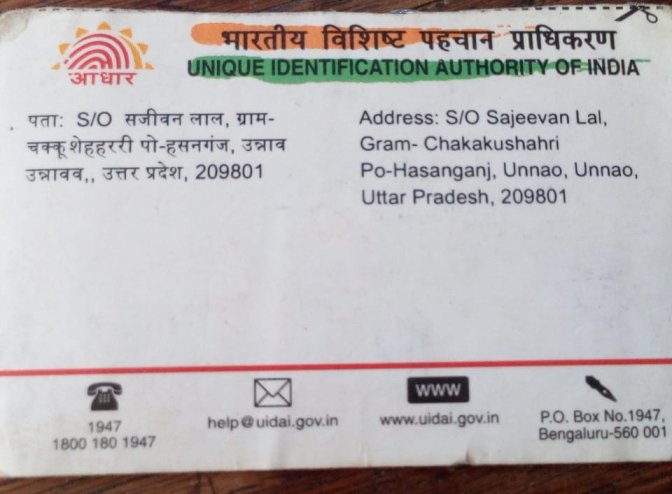 भारतीय विशिष्ट पहचान प्राधिकरण
UNIQUE IDENTIFICATION AUTHORITY OF INDIA
आधार
पता: S/O सजीवन लाल, ग्राम-
चक्कूशेहहररी पो-हसनगंज, उन्नाव
उन्नावव,, उत्तर प्रदेश, 209801
Address: S/O Sajeevan Lal,
Gram- Chakakushahri
Po-Hasanganj, Unnao, Unnao,
Uttar Pradesh, 209801
1947
1800 180 1947
help@uidai.gov.in
www
www.uidai.gov.in
P.O. Box No.1947,
Bengaluru-560 001